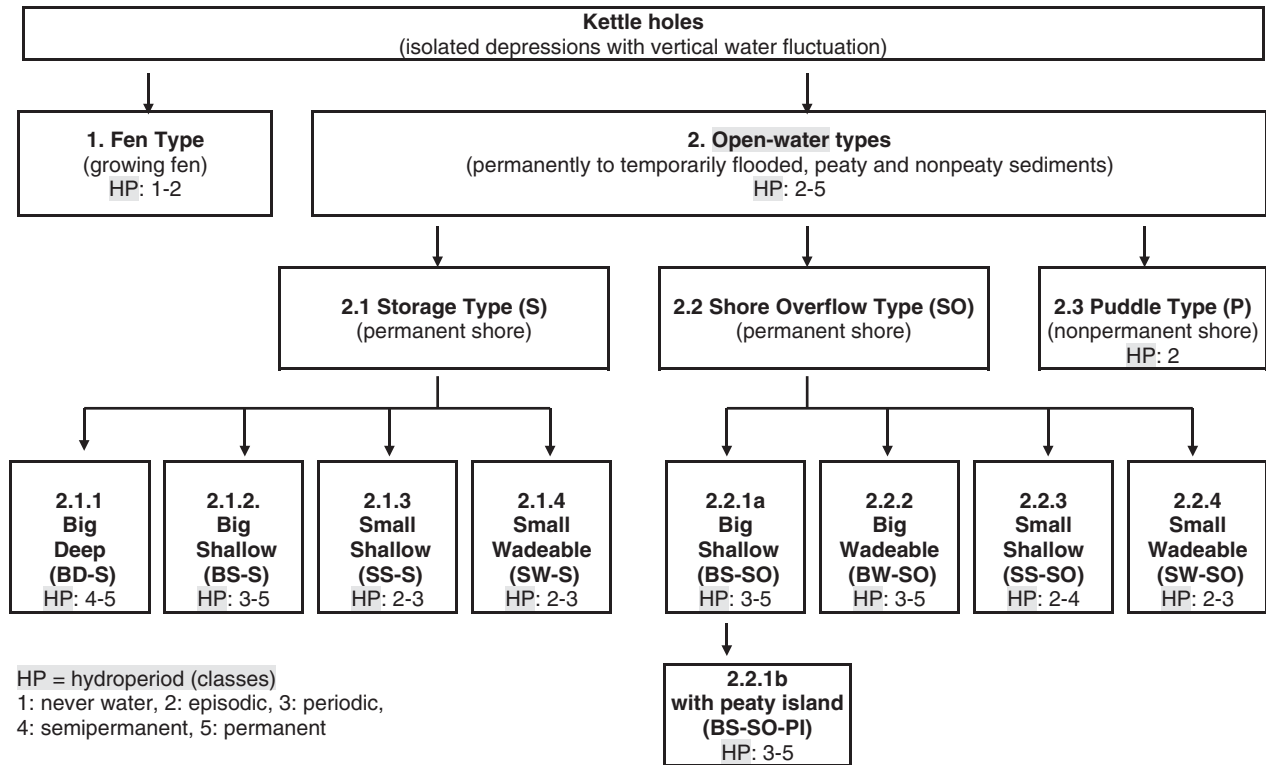 Kettle holes
(isolated depressions with vertical water fluctuation)
1. Fen Type
(growing fen)
HP: 1-2
2. Open-water types
(permanently to temporarily flooded, peaty and nonpeaty sediments)
HP: 2-5
2.1 Storage Type (S)
(permanent shore)
2.2 Shore Overflow Type (SO)
(permanent shore)
2.3 Puddle Type (P)
(nonpermanent shore)
HP: 2
2.1.1
Big
Deep
(BD-S)
HP: 4-5
2.1.2.
Big
Shallow
(BS-S)
HP: 3-5
2.1.3
Small
Shallow
(SS-S)
HP: 2-3
2.1.4
Small
Wadeable
(SW-S)
HP: 2-3
2.2.1a
Big
Shallow
(BS-SO)
HP: 3-5
2.2.2
Big
Wadeable
(BW-SO)
HP: 3-5
2.2.3
Small
Shallow
(SS-SO)
HP: 2-4
2.2.4
Small
Wadeable
(SW-SO)
HP: 2-3
2.2.1b
with peaty island
(BS-SO-PI)
HP: 3-5
HP = hydroperiod (classes)
1: never water, 2: episodic, 3: periodic,
4: semipermanent, 5: permanent